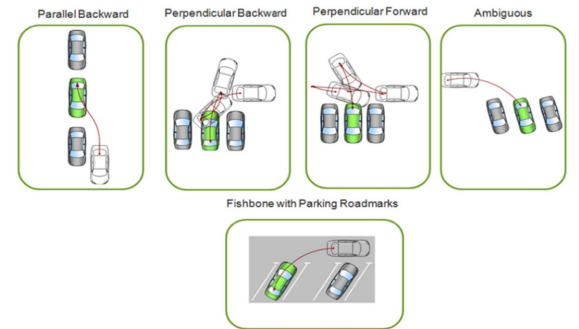 Parallel Backward
Perpendicular Backward
Perpendicular Forward
Ambiguous
Fishbone with Parking Roadmarks